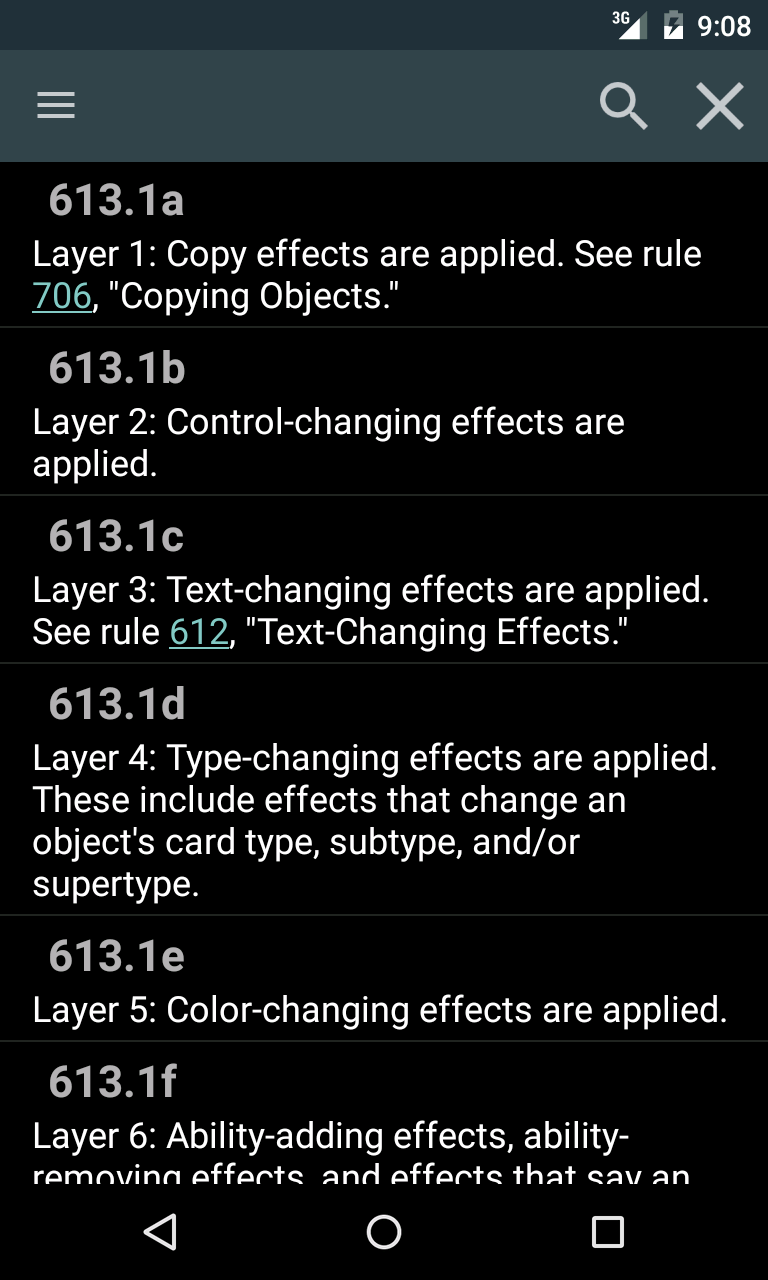 3G 9:08
613.1a
Layer 1: Copy effects are applied. See rule
706, "Copying Objects."
613.1b
Layer 2: Control-changing effects are
applied.
613.1c
Layer 3: Text-changing effects are applied.
See rule 612, "Text-Changing Effects."
613.1d
Layer 4: Type-changing effects are applied.
These include effects that change an
object's card type, subtype, and/or
supertype.
613.1e
Layer 5: Color-changing effects are applied.
613.1f
Layer 6: Ability-adding effects, ability-
removing effects, and effects that say an